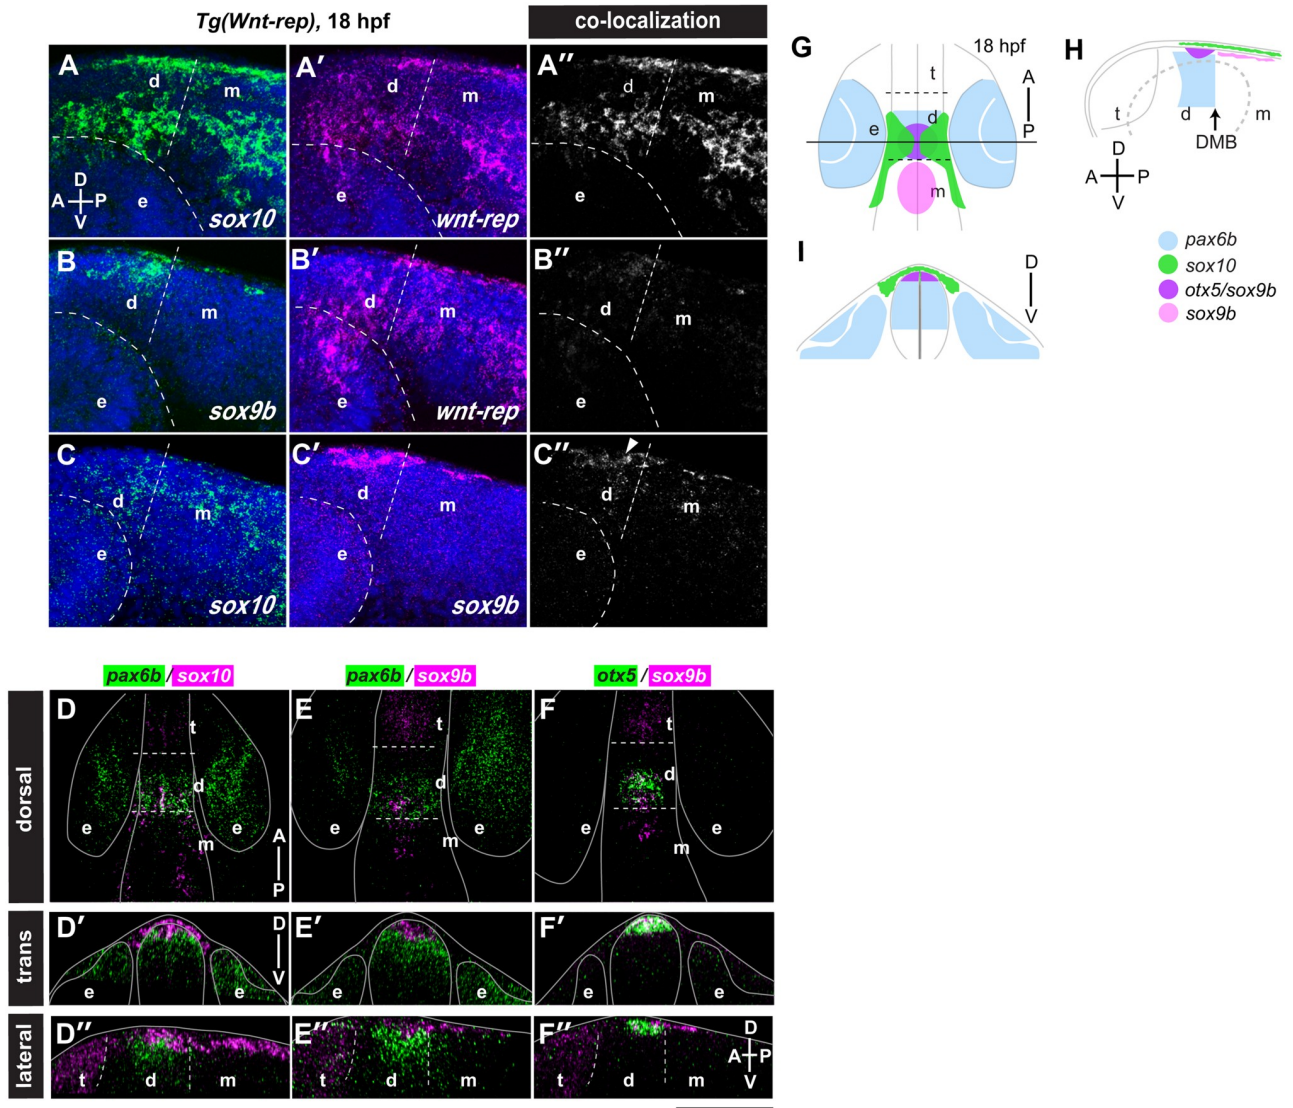 Tg(Wnt-rep), 18 hpf
co-localization
A
d
m
e
D
A P
V
sox10
A′
d
m
e
wnt-rep
A″
d
m
e
B
d
m
e
sox9b
B′
d
m
e
wnt-rep
B″
d
m
e
C
d
m
e
sox10
C′
d
m
e
sox9b
C″
d
m
e
G
18 hpf
t
A
P
e
d
m
H
t
d
m
DMB
D
A P
V
I
D
V
pax6b
sox10
otx5/sox9b
sox9b
pax6b/sox10
pax6b/sox9b
otx5/sox9b
dorsal
D
t
d
e
e
m
A
P
E
t
d
e
e
m
F
t
d
e
e
m
trans
D′
D
V
e
e
E′
e
e
F′
e
e
lateral
D″
t
d
m
E″
t
d
m
F″
t
d
m
D
A P
V